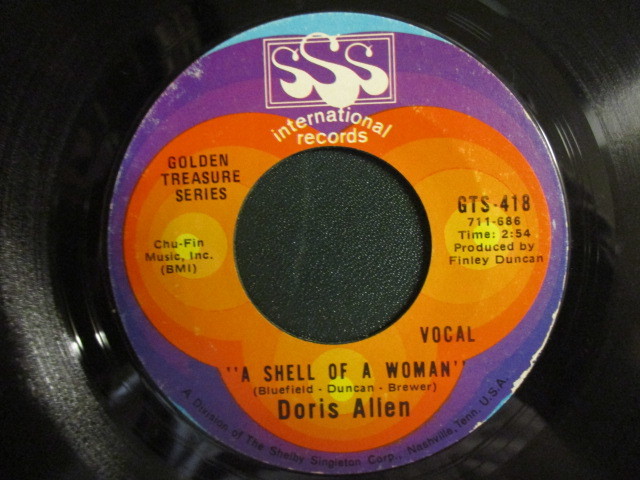 SSS
international
records
GOLDEN
TREASURE
SERIES
GTS-418
711-686
Time: 2:54
Produced by
Finley Duncan
Chu-Fin
Music, Inc.
(BMI)
VOCAL
"A SHELL OF A WOMAN"
(Bluefield - Duncan - Brewer)
Doris Allen
A Division of The Shelby Singleton Corp., Nashville, Tenn. U.S.A.